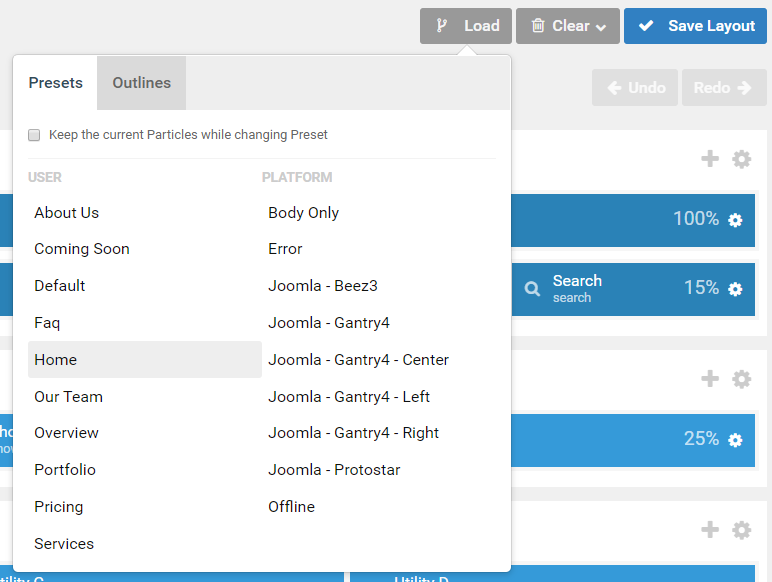 Load
Clear
Save Layout
Presets
Outlines
Undo
Redo
Keep the current Particles while changing Preset
USER
PLATFORM
About Us
Body Only
100%
Coming Soon
Error
Default
Joomla - Beez3
Search
search
15%
Faq
Joomla - Gantry4
Home
Joomla - Gantry4 - Center
Our Team
Joomla - Gantry4 - Left
Overview
Joomla - Gantry4 - Right
25%
Portfolio
Joomla - Protostar
Pricing
Offline
Services
Utility D